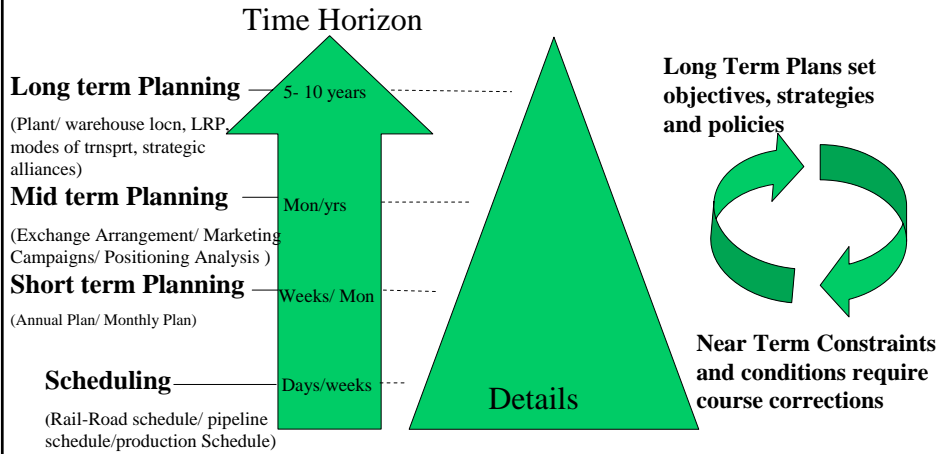 Time Horizon
Long term Planning
5- 10 years
(Plant/ warehouse locn, LRP,
modes of trnsprt, strategic
alliances)
Mid term Planning
Mon/yrs
(Exchange Arrangement/ Marketing
Campaigns/ Positioning Analysis )
Short term Planning
Weeks/ Mon
(Annual Plan/ Monthly Plan)
Scheduling
Days/weeks
(Rail-Road schedule/ pipeline
schedule/production Schedule)
Details
Long Term Plans set
objectives, strategies
and policies
Near Term Constraints
and conditions require
course corrections